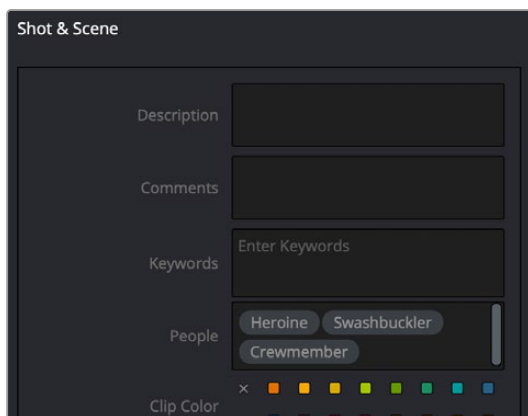 Shot & Scene
Description
Comments
Enter Keywords
Keywords
Heroine Swashbuckler
People
Crewmember
Clip Color